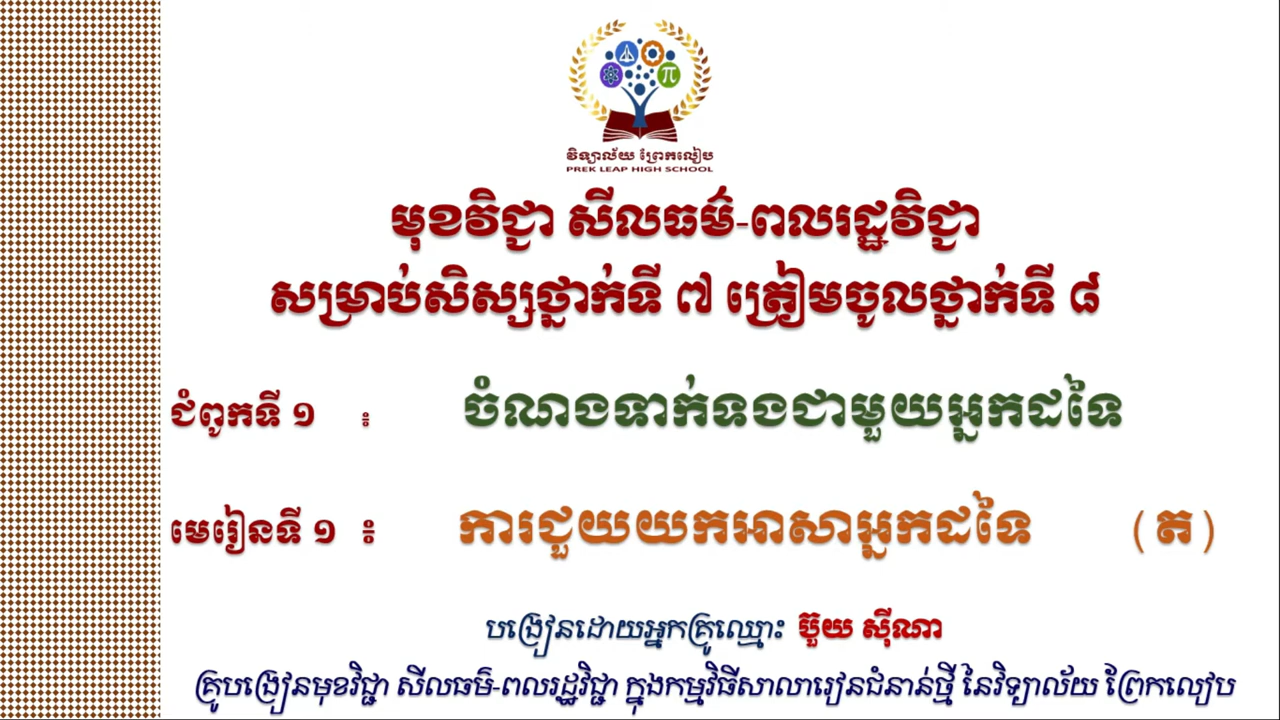 វិទ្យាល័យ ព្រែកលៀប
PREK LEAP HIGH SCHOOL
មុខវិជ្ជា សីលធម៌-ពលរដ្ឋវិជ្ជា
សម្រាប់សិស្សថ្នាក់ទី ៧ ត្រៀមចូលថ្នាក់ទី ៨
ជំពូកទី ១ ៖ ចំណងទាក់ទងជាមួយអ្នកដទៃ
មេរៀនទី ១ ៖ ការជួយយកអាសាអ្នកដទៃ (ត)
បង្រៀនដោយអ្នកគ្រូឈ្មោះ ប៊ួយ ស៊ីណា
គ្រូបង្រៀនមុខវិជ្ជា សីលធម៌-ពលរដ្ឋវិជ្ជា ក្នុងកម្មវិធីសាលារៀនជំនាន់ថ្មី នៃវិទ្យាល័យ ព្រែកលៀប